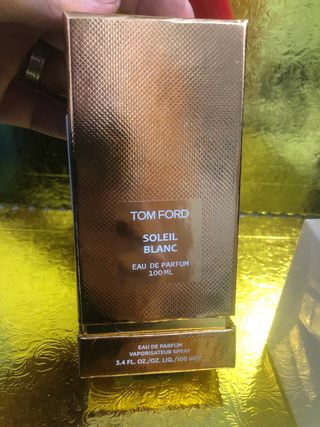 TOM FORD
SOLEIL
BLANC
EAU DE PARFUM
100 ML
EAU DE PARFUM
VAPORISATEUR SPRAY
3.4 FL. OZ./OZ. LIQ./100 ML℮